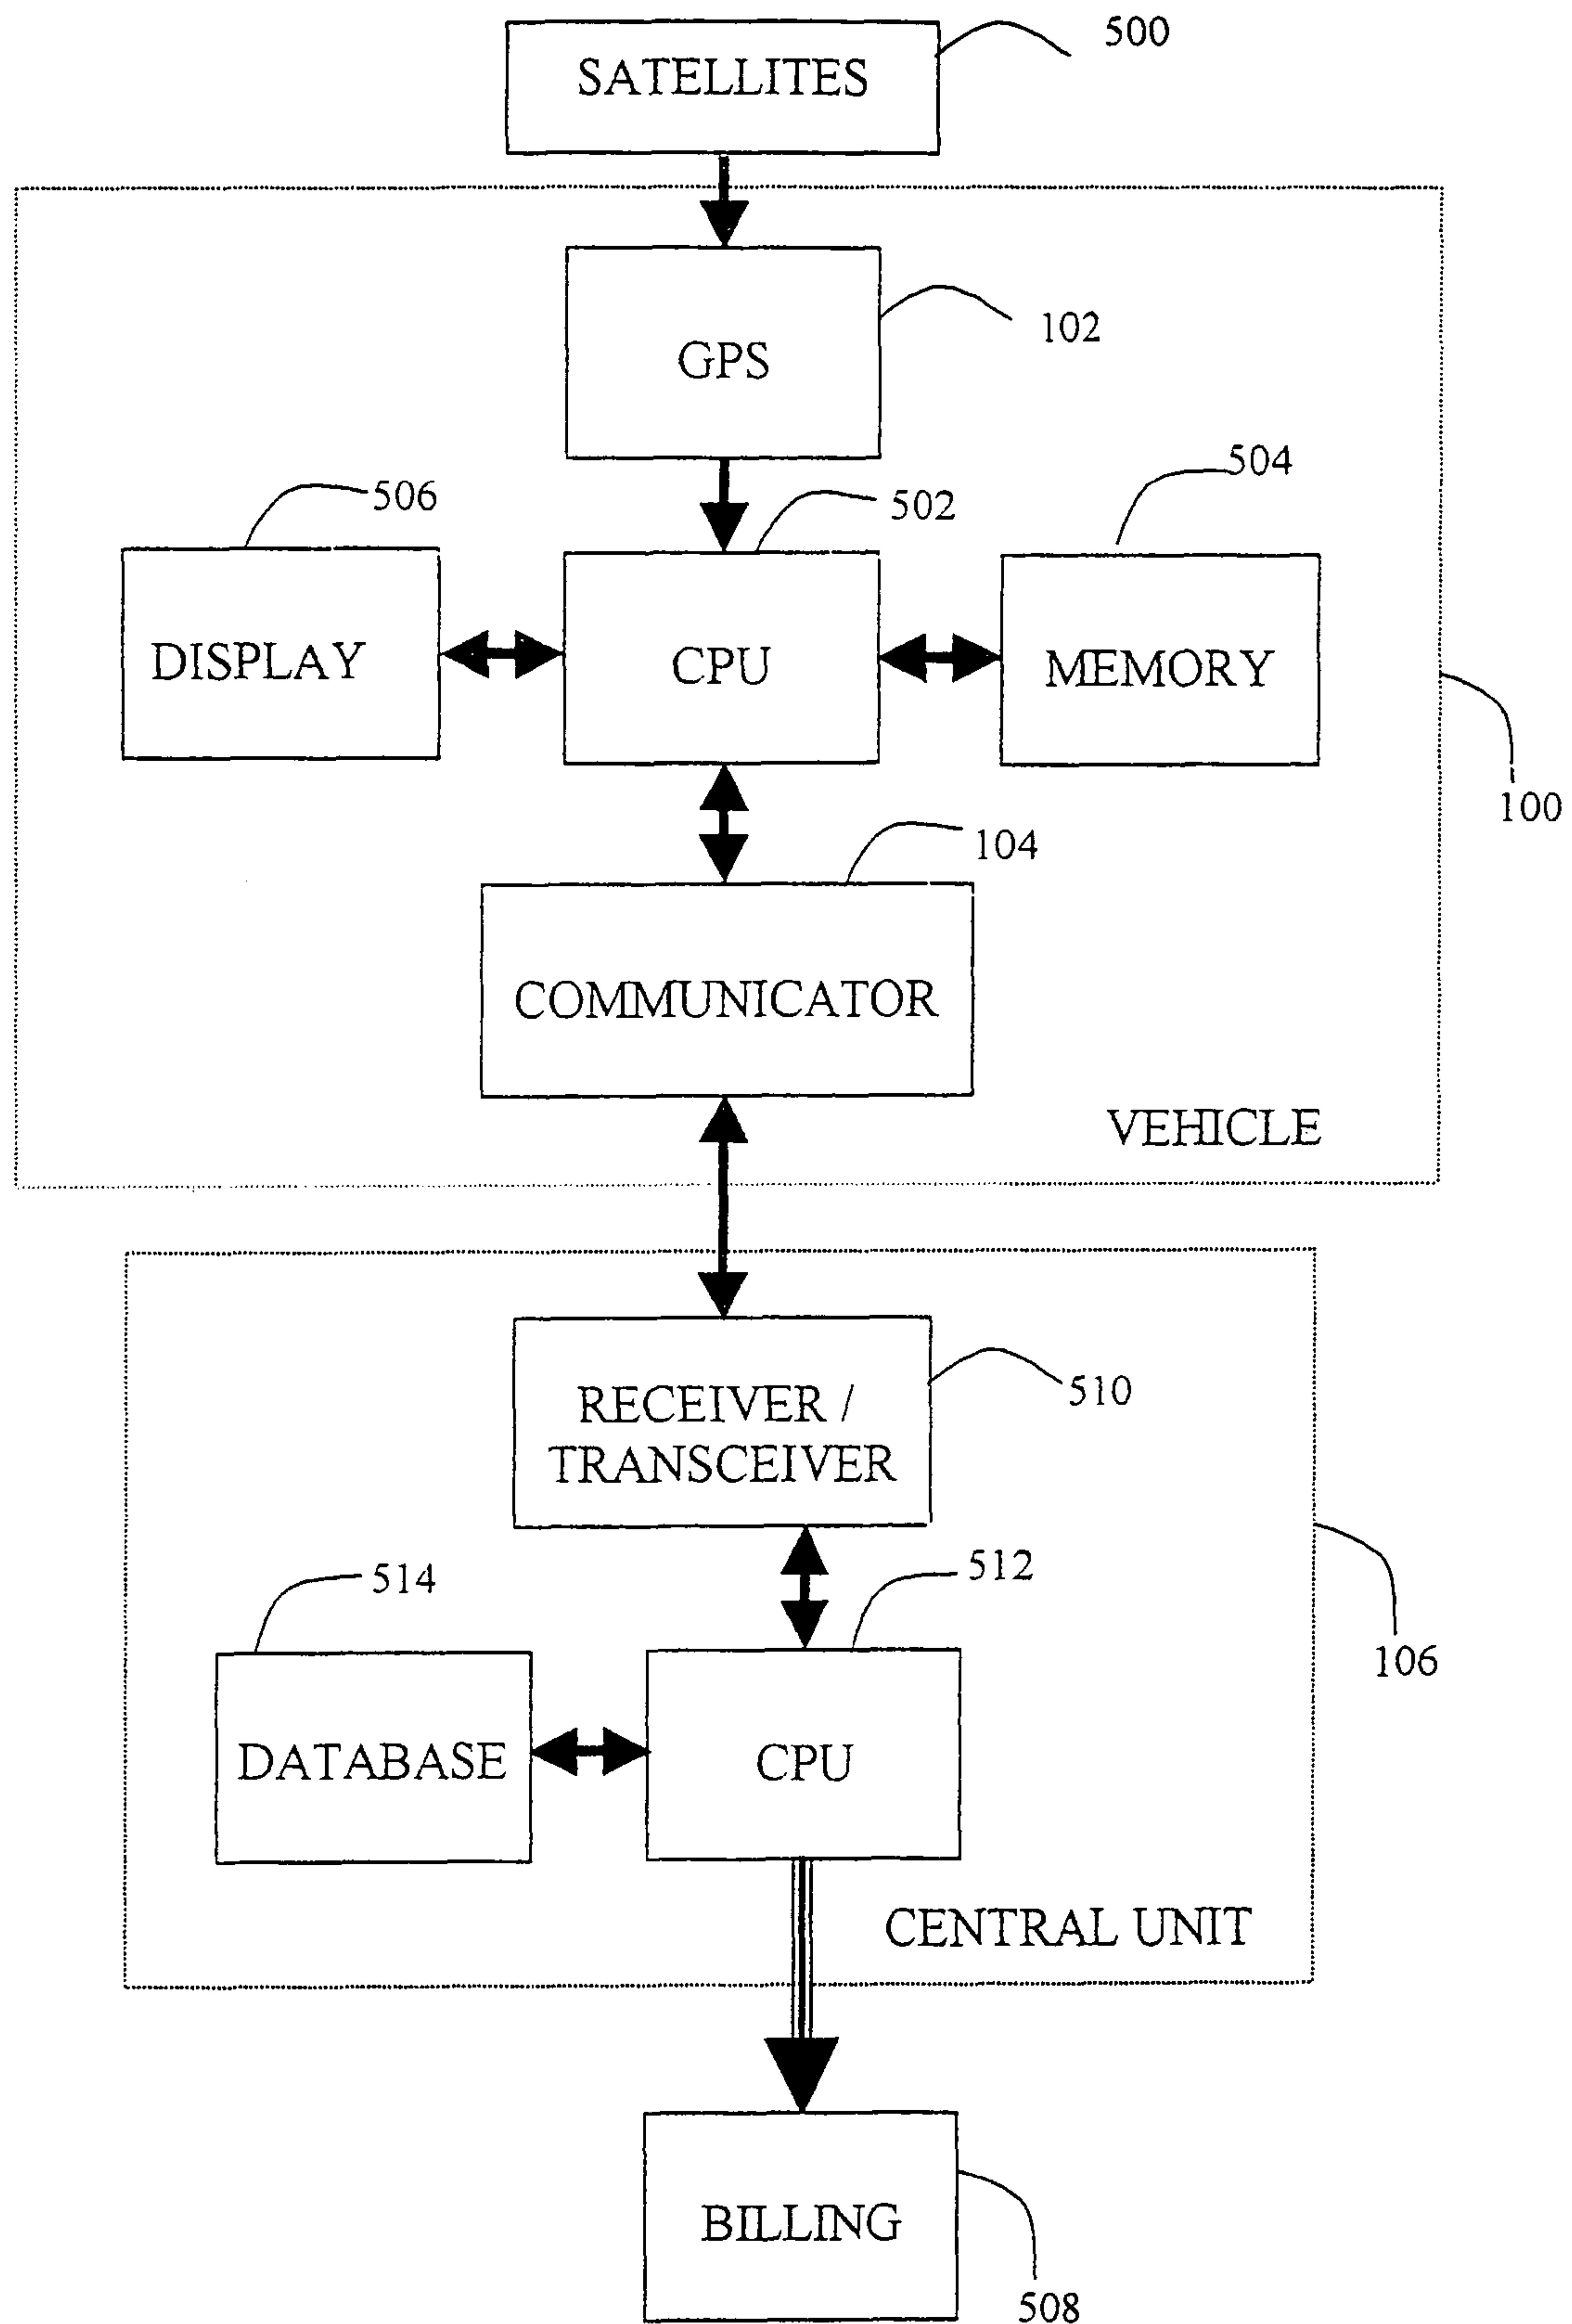 500
SATELLITES
102
GPS
504
506
502
DISPLAY
CPU
MEMORY
100
104
COMMUNICATOR
VEHICLE
510
RECEIVER /
TRANSCEIVER
512
514
106
DATABASE
CPU
CENTRAL UNIT
BILLING
508